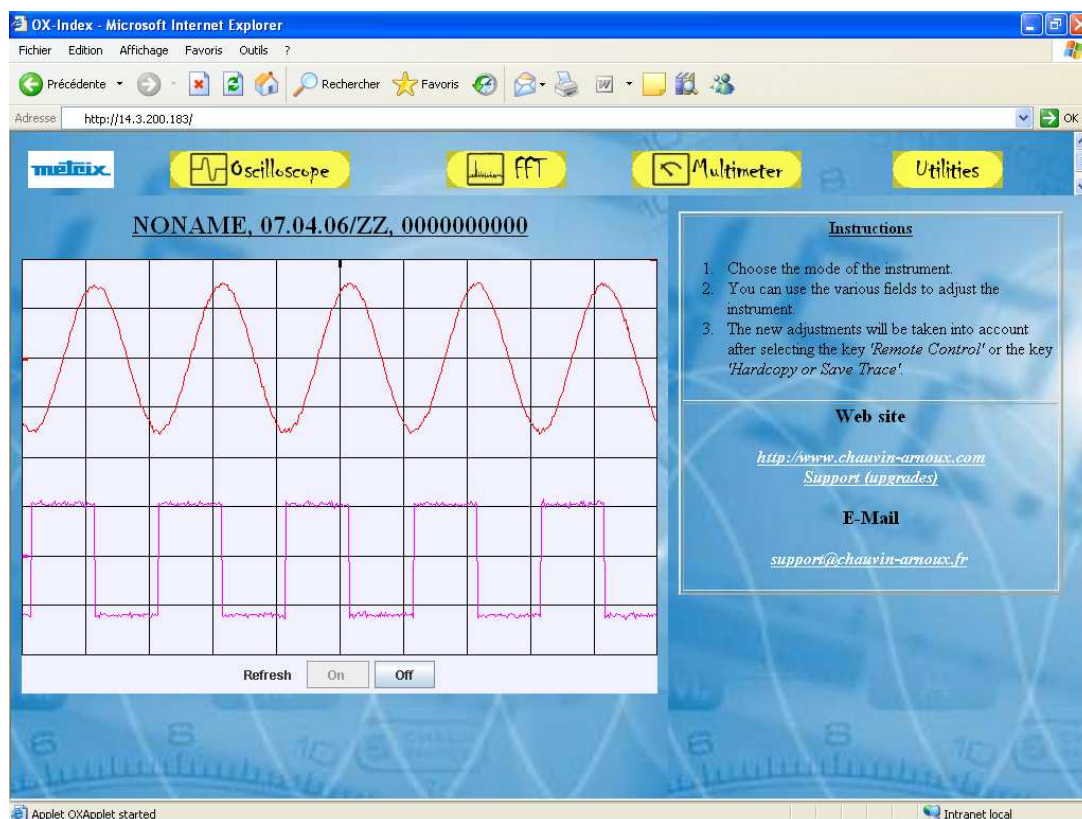 OX-Index - Microsoft Internet Explorer
Fichier Edition Affichage Favoris Outils ?
Précédente Rechercher Favoris
Adresse http://14.3.200.183/ OK
metrix Oscilloscope FFT Multimeter Utilities
NONAME, 07.04.06/ZZ, 0000000000
Instructions
1. Choose the mode of the instrument.
2. You can use the various fields to adjust the
instrument.
3. The new adjustments will be taken into account
after selecting the key 'Remote Control' or the key
'Hardcopy or Save Trace'.
Web site
http://www.chauvin-arnoux.com
Support (upgrades)
E-Mail
support@chauvin-arnoux.fr
Refresh On Off
Applet OXApplet started Intranet local